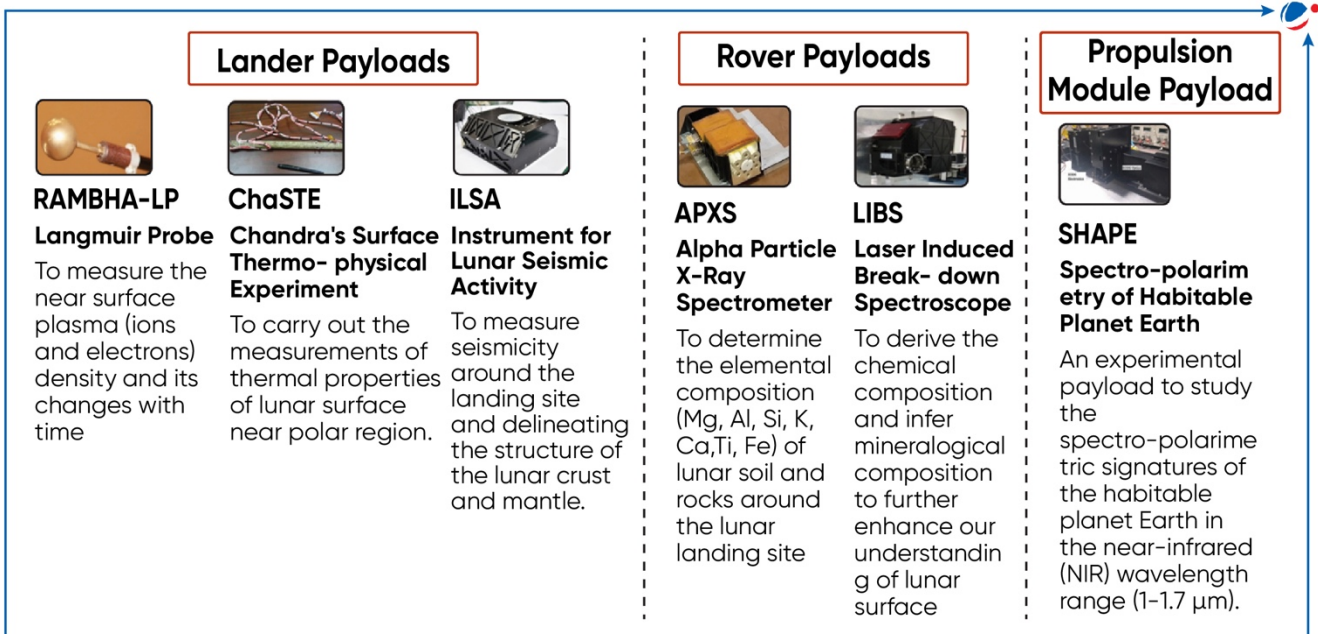 Lander Payloads
RAMBHA-LP
Langmuir Probe
To measure the
near surface
plasma (ions
and electrons)
density and its
changes with
time
ChaSTE
Chandra's Surface
Thermo- physical
Experiment
To carry out the
measurements of
thermal properties
of lunar surface
near polar region.
ILSA
Instrument for
Lunar Seismic
Activity
To measure
seismicity
around the
landing site
and delineating
the structure of
the lunar crust
and mantle.
Rover Payloads
APXS
Alpha Particle
X-Ray
Spectrometer
To determine
the elemental
composition
(Mg, Al, Si, K,
Ca,Ti, Fe) of
lunar soil and
rocks around
the lunar
landing site
LIBS
Laser Induced
Break- down
Spectroscope
To derive the
chemical
composition
and infer
mineralogical
composition
to further
enhance our
understandin
g of lunar
surface
Propulsion
Module Payload
SHAPE
Spectro-polarim
etry of Habitable
Planet Earth
An experimental
payload to study
the
spectro-polarime
tric signatures of
the habitable
planet Earth in
the near-infrared
(NIR) wavelength
range (1-1.7 μm).